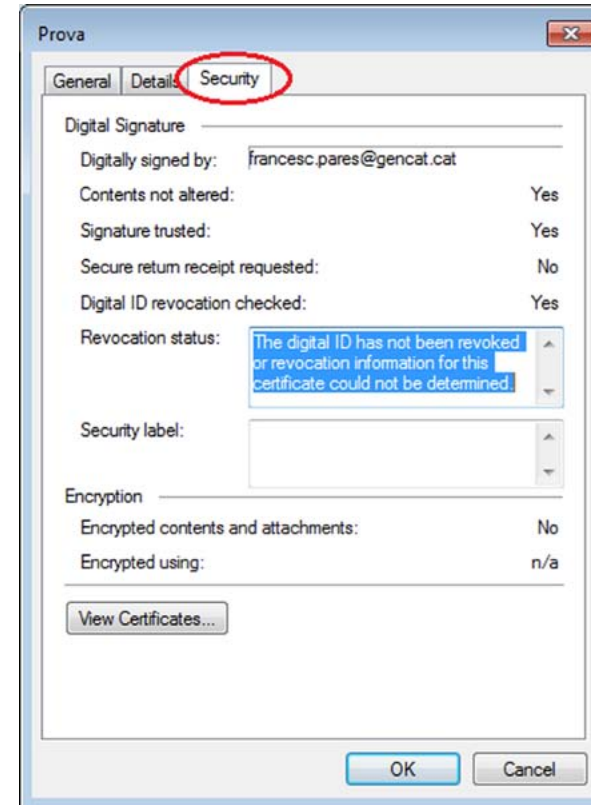 Prova
General Details Security
Digital Signature
Digitally signed by: francesc.pares@gencat.cat
Contents not altered: Yes
Signature trusted: Yes
Secure return receipt requested: No
Digital ID revocation checked: Yes
Revocation status: The digital ID has not been revoked
or revocation information for this
certificate could not be determined.
Security label:
Encryption
Encrypted contents and attachments: No
Encrypted using: n/a
View Certificates...
OK Cancel